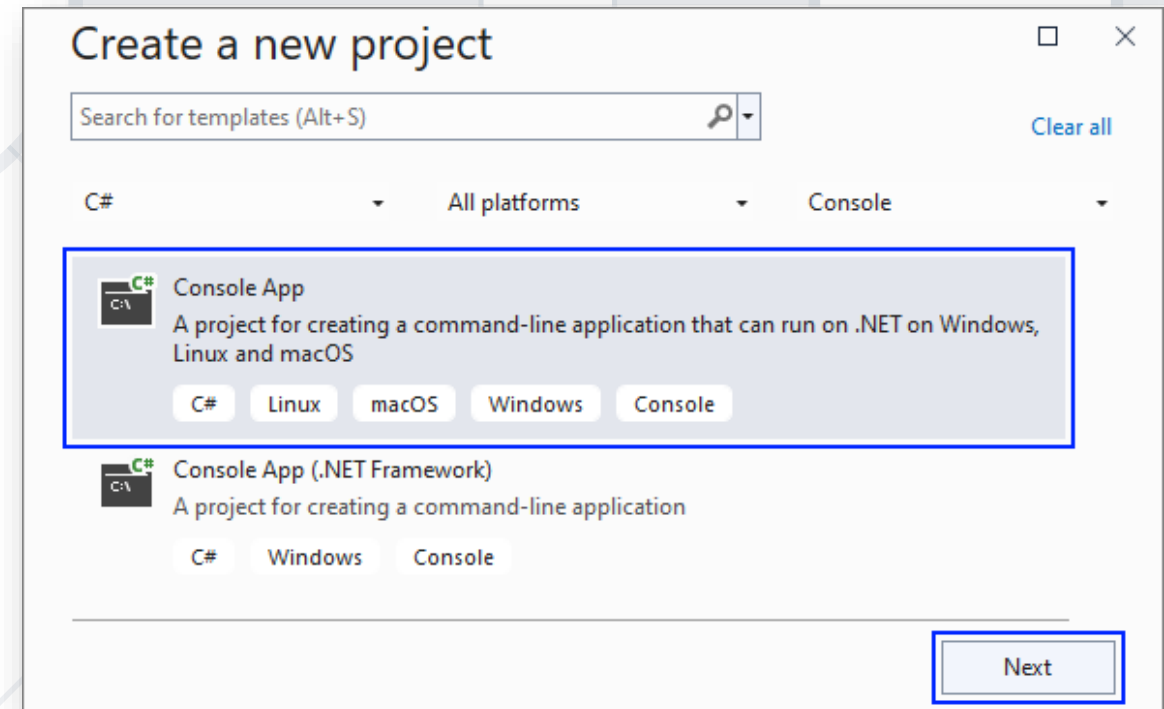 Create a new project
Search for templates (Alt+S)
Clear all
C# All platforms Console
C#
C:\
Console App
A project for creating a command-line application that can run on .NET on Windows,
Linux and macOS
C# Linux macOS Windows Console
C#
C:\
Console App (.NET Framework)
A project for creating a command-line application
C# Windows Console
Next